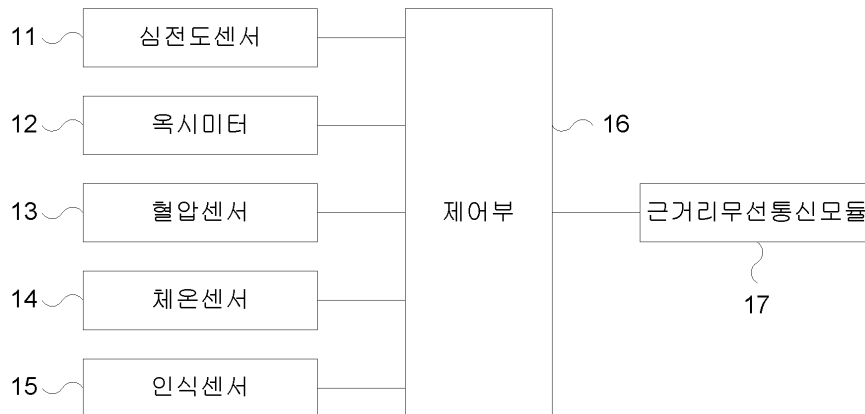 11 심전도센서
12 옥시미터
16
13 혈압센서
제어부
근거리무선통신모듈
14 체온센서
17
15 인식센서